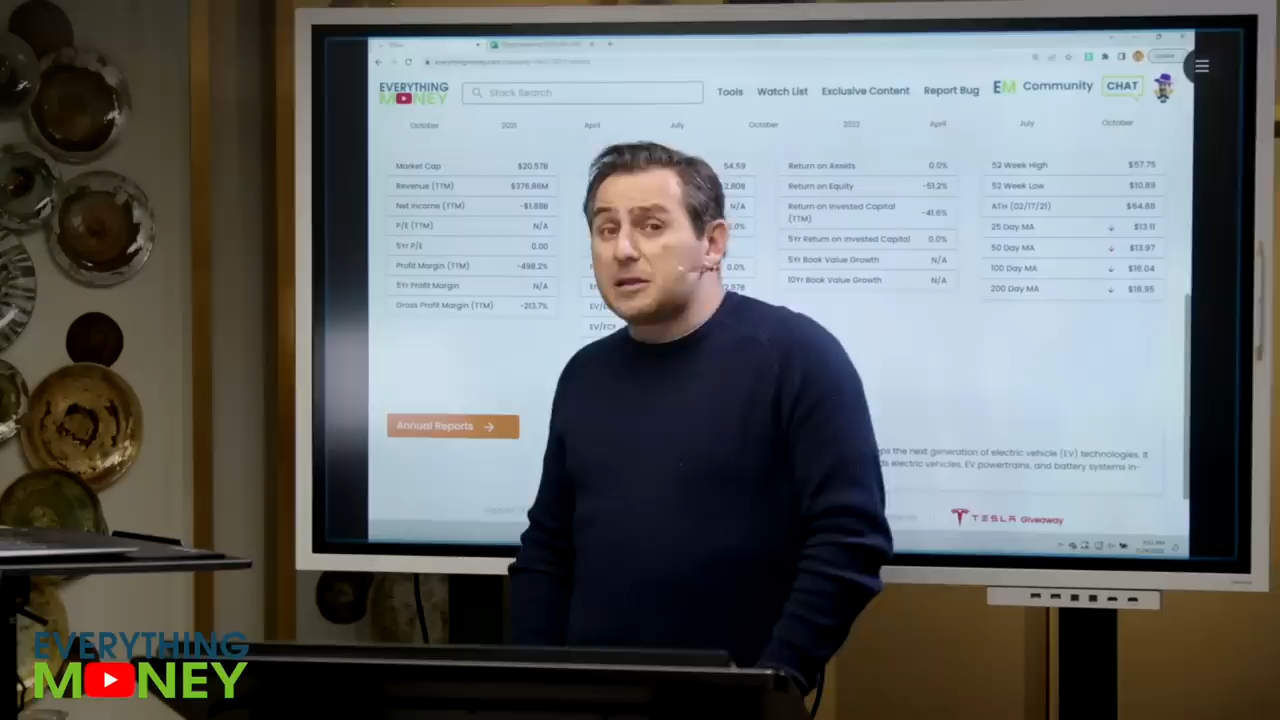 EVERYTHING
MONEY
Stock Search
Tools
Watch List
Exclusive Content
Report Bug
EM Community
CHAT
October 2021 April July October 2022 April July October
Market Cap $20.57B
Revenue (TTM) $376.86M
Net Income (TTM) -$1.88B
P/E (TTM) N/A
5Yr P/E 0.00
Profit Margin (TTM) -498.2%
5Yr Profit Margin N/A
Gross Profit Margin (TTM) -213.7%
54.59
N/A
0.0%
EV/
Return on Assets 0.0%
Return on Equity -51.2%
Return on Invested Capital
(TTM) -41.6%
5Yr Return on Invested Capital 0.0%
5Yr Book Value Growth N/A
10Yr Book Value Growth N/A
52 Week High $57.75
52 Week Low $10.89
ATH (02/17/21) $64.86
25 Day MA ↓ $13.11
50 Day MA ↓ $13.97
100 Day MA ↓ $16.04
200 Day MA ↓ $18.95
Annual Reports →
the next generation of electric vehicle (EV) technologies. It
electric vehicles, EV powertrains, and battery systems in-
TESLA Giveaway
EVERYTHING
MONEY